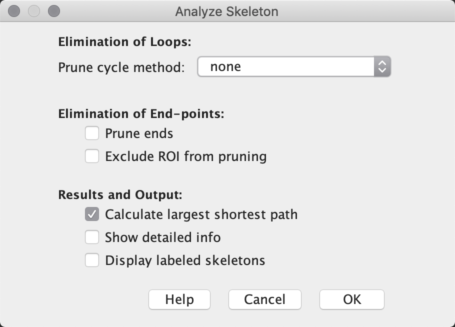 Analyze Skeleton
Elimination of Loops:
Prune cycle method: none
Elimination of End-points:
Prune ends
Exclude ROI from pruning
Results and Output:
Calculate largest shortest path
Show detailed info
Display labeled skeletons
Help Cancel OK